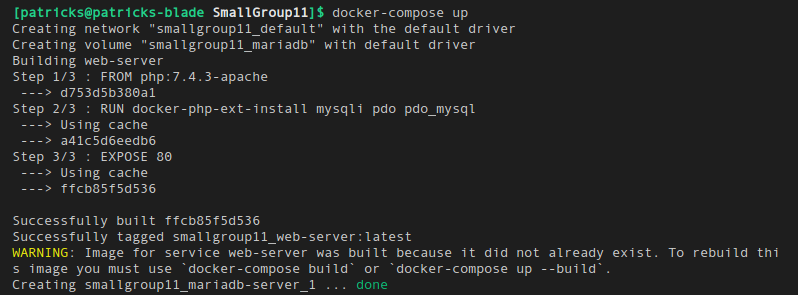 [patricks@patricks-blade SmallGroup11]$ docker-compose up
Creating network "smallgroup11_default" with the default driver
Creating volume "smallgroup11_mariadb" with default driver
Building web-server
Step 1/3 : FROM php:7.4.3-apache
 ---> d753d5b380a1
Step 2/3 : RUN docker-php-ext-install mysqli pdo pdo_mysql
 ---> Using cache
 ---> a41c5d6eedb6
Step 3/3 : EXPOSE 80
 ---> Using cache
 ---> ffcb85f5d536

Successfully built ffcb85f5d536
Successfully tagged smallgroup11_web-server:latest
WARNING: Image for service web-server was built because it did not already exist. To rebuild thi
s image you must use `docker-compose build` or `docker-compose up --build`.
Creating smallgroup11_mariadb-server_1 ... done